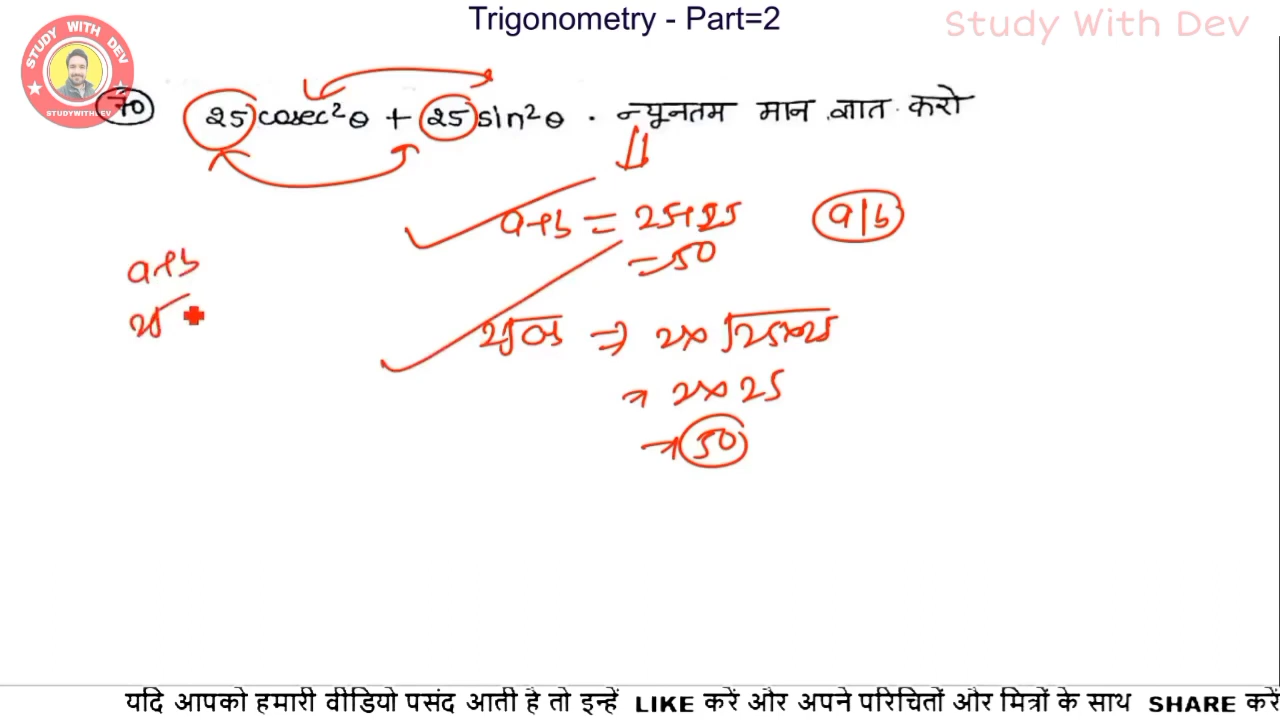 Trigonometry - Part=2
Study With Dev
STUDY WITH DEV
STUDYWITHDEV
70 25 cosec²θ + 25 sin²θ . न्यूनतम मान ज्ञात करो
a+b = 25+25
a|b
= 50
a+b
2√ab ⇒ 2×√25×25
→ 2×25
→ 50
यदि आपको हमारी वीडियो पसंद आती है तो इन्हें LIKE करें और अपने परिचितों और मित्रों के साथ SHARE करें